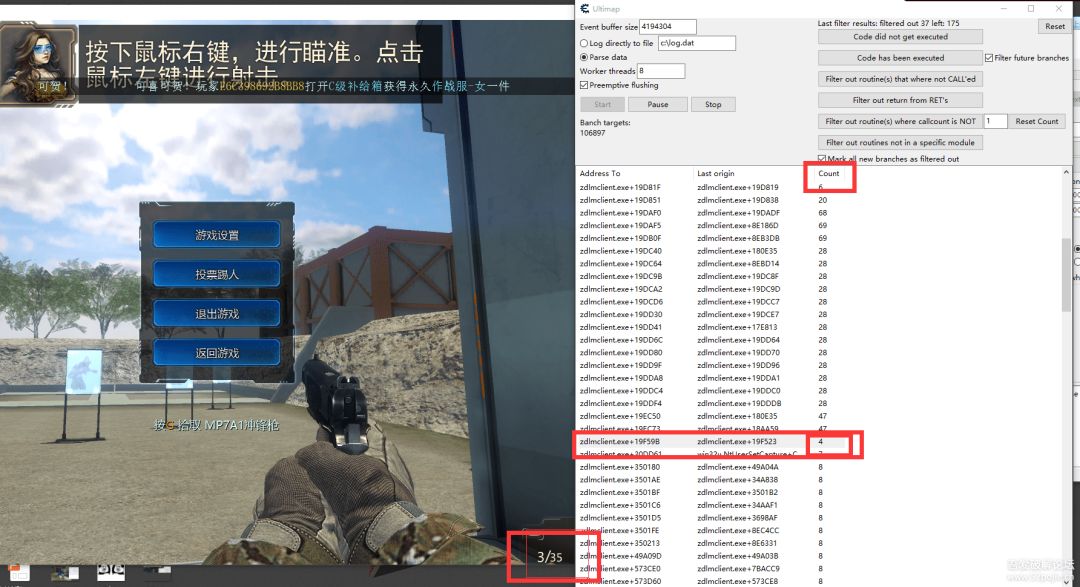 按下鼠标右键，进行瞄准。点击
鼠标左键进行射击
可贺！
可喜可贺！玩家E6C398692B8BB8打开C级补给箱获得永久作战服-女一件
游戏设置
投票踢人
退出游戏
返回游戏
按G 拾取 MP7A1冲锋枪
3/35
Ultimap
Event buffer size 4194304
Log directly to file c:\log.dat
Parse data
Worker threads 8
Preemptive flushing
Start Pause Stop
Banch targets:
106897
Last filter results: filtered out 37 left: 175
Reset
Code did not get executed
Code has been executed
Filter future branches
Filter out routine(s) that where not CALL'ed
Filter out return from RET's
Filter out routine(s) where callcount is NOT 1 Reset Count
Filter out routines not in a specific module
Mark all new branches as filtered out
Address To Last origin Count
zdlmclient.exe+19D81F zdlmclient.exe+19D819 6
zdlmclient.exe+19D851 zdlmclient.exe+19D838 20
zdlmclient.exe+19DAF0 zdlmclient.exe+19DADF 68
zdlmclient.exe+19DAF5 zdlmclient.exe+8E186D 69
zdlmclient.exe+19DB0F zdlmclient.exe+8EB3DB 69
zdlmclient.exe+19DC40 zdlmclient.exe+180E35 28
zdlmclient.exe+19DC64 zdlmclient.exe+8EBD14 28
zdlmclient.exe+19DC9B zdlmclient.exe+19DC8F 28
zdlmclient.exe+19DCA2 zdlmclient.exe+19DC9D 28
zdlmclient.exe+19DCD6 zdlmclient.exe+19DCC7 28
zdlmclient.exe+19DD30 zdlmclient.exe+19DCE7 28
zdlmclient.exe+19DD41 zdlmclient.exe+17E813 28
zdlmclient.exe+19DD6C zdlmclient.exe+19DD64 28
zdlmclient.exe+19DD80 zdlmclient.exe+19DD70 28
zdlmclient.exe+19DD9F zdlmclient.exe+19DD96 28
zdlmclient.exe+19DDA8 zdlmclient.exe+19DDA1 28
zdlmclient.exe+19DDC4 zdlmclient.exe+19DDC0 28
zdlmclient.exe+19DDF4 zdlmclient.exe+19DDDB 28
zdlmclient.exe+19EC50 zdlmclient.exe+180E35 47
zdlmclient.exe+19EC73 zdlmclient.exe+18AA59 47
zdlmclient.exe+19F59B zdlmclient.exe+19F523 4
zdlmclient.exe+20DD61 win32u.NtUserSetCapture+C
zdlmclient.exe+350180 zdlmclient.exe+49A04A 8
zdlmclient.exe+3501AE zdlmclient.exe+34A838 8
zdlmclient.exe+3501BF zdlmclient.exe+3501B2 8
zdlmclient.exe+3501C6 zdlmclient.exe+34AAF1 8
zdlmclient.exe+3501D5 zdlmclient.exe+3698AF 8
zdlmclient.exe+3501FE zdlmclient.exe+8EC4CC 8
zdlmclient.exe+350213 zdlmclient.exe+8E6331 8
zdlmclient.exe+49A09D zdlmclient.exe+49A03B 8
zdlmclient.exe+573CE0 zdlmclient.exe+7BACC9 8
zdlmclient.exe+573D60 zdlmclient.exe+573CE8 8